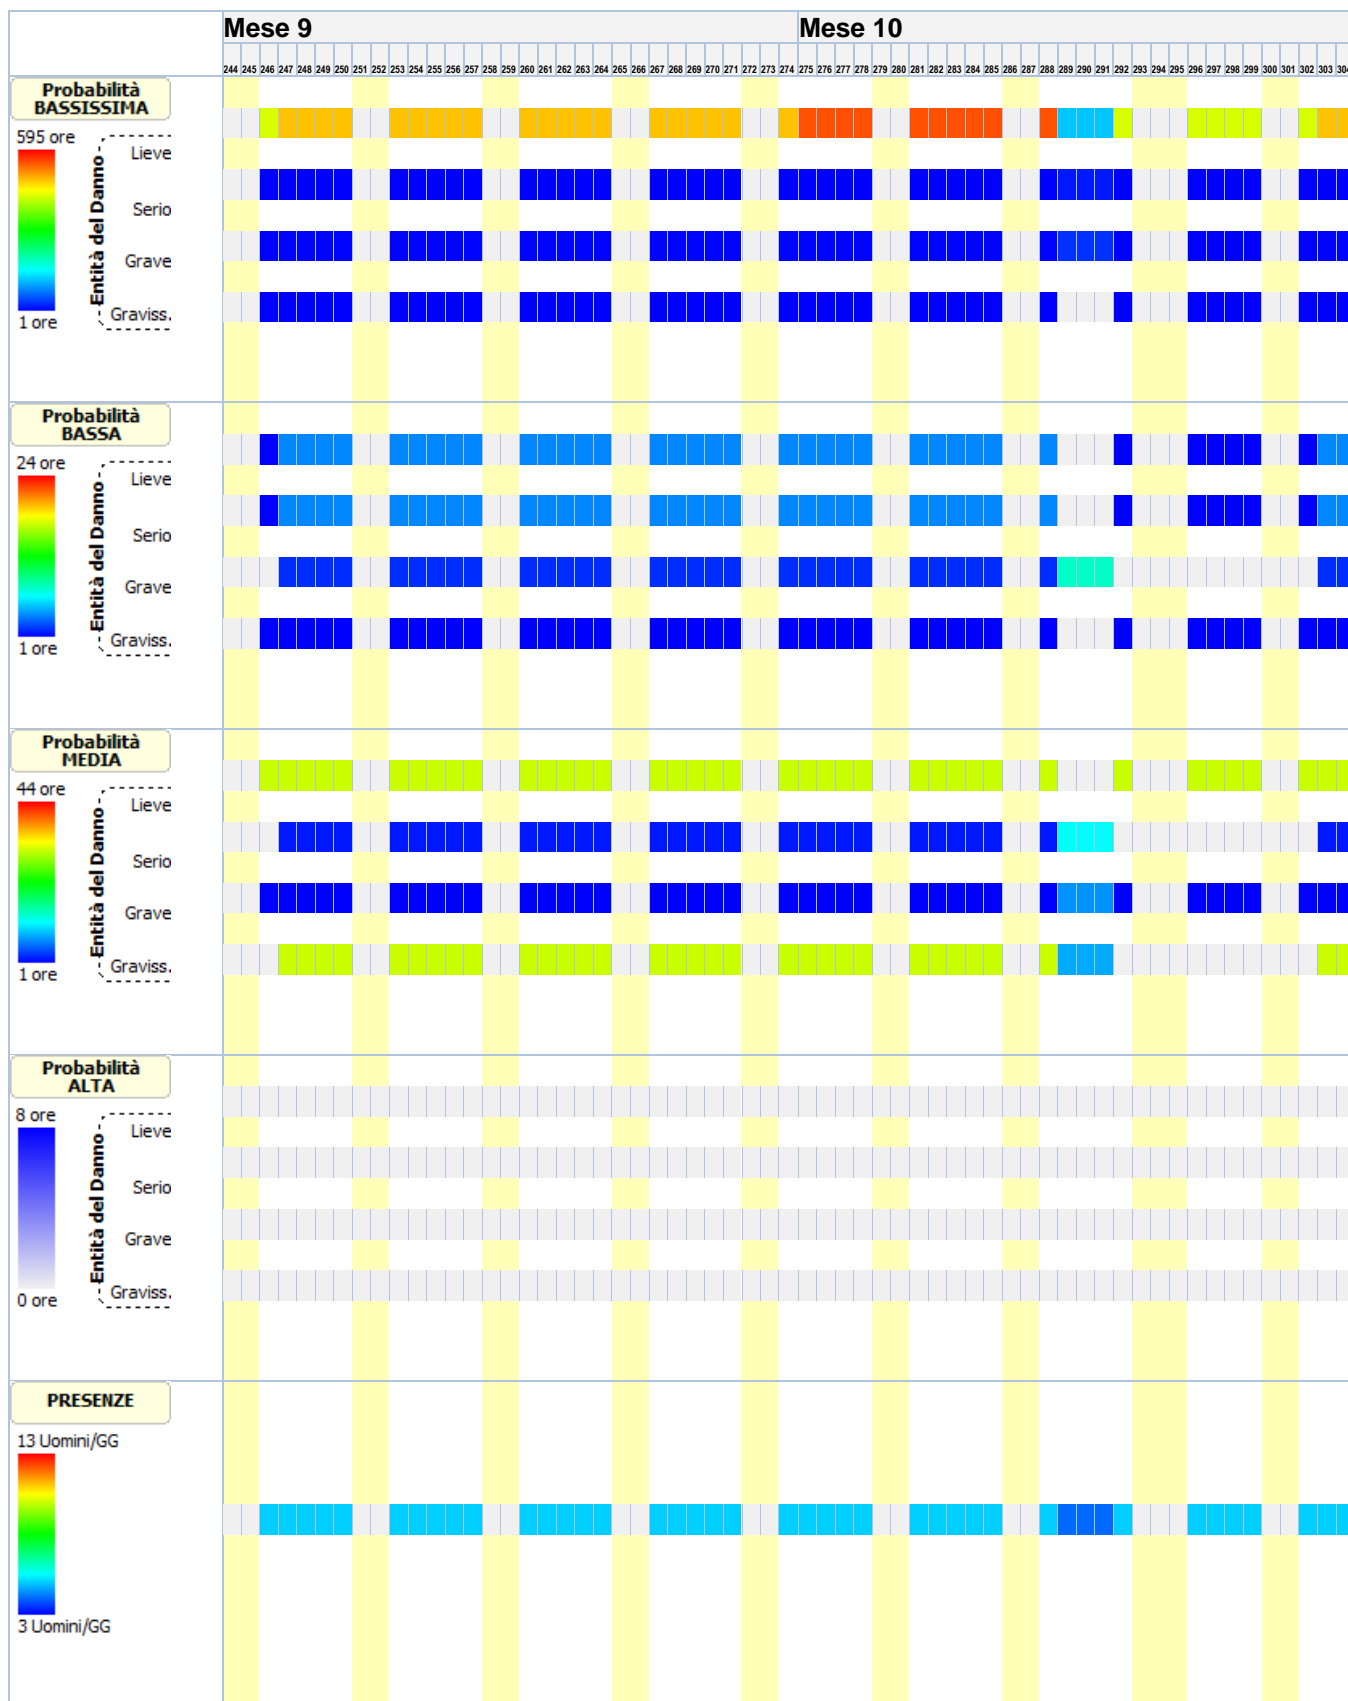 Mese 9 Mese 10
244 245 246 247 248 249 250 251 252 253 254 255 256 257 258 259 260 261 262 263 264 265 266 267 268 269 270 271 272 273 274 275 276 277 278 279 280 281 282 283 284 285 286 287 288 289 290 291 292 293 294 295 296 297 298 299 300 301 302 303 304
Probabilità
BASSISSIMA
595 ore
Entità del Danno
Lieve
Serio
Grave
Graviss.
1 ore
Probabilità
BASSA
24 ore
Entità del Danno
Lieve
Serio
Grave
Graviss.
1 ore
Probabilità
MEDIA
44 ore
Entità del Danno
Lieve
Serio
Grave
Graviss.
1 ore
Probabilità
ALTA
8 ore
Entità del Danno
Lieve
Serio
Grave
Graviss.
0 ore
PRESENZE
13 Uomini/GG
3 Uomini/GG